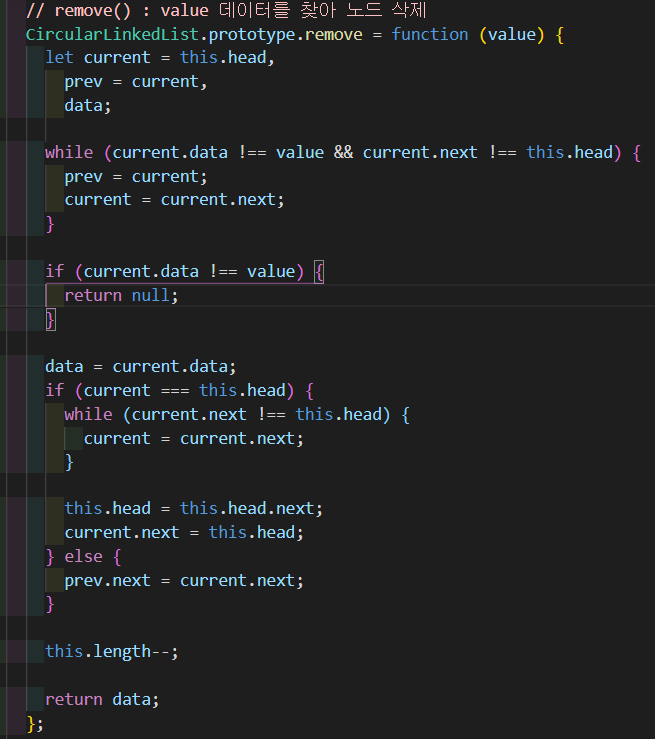 // remove() : value 데이터를 찾아 노드 삭제
CircularLinkedList.prototype.remove = function (value) {
let current = this.head,
prev = current,
data;
while (current.data !== value && current.next !== this.head) {
prev = current;
current = current.next;
}
if (current.data !== value) {
return null;
}
data = current.data;
if (current === this.head) {
while (current.next !== this.head) {
current = current.next;
}
this.head = this.head.next;
current.next = this.head;
} else {
prev.next = current.next;
}
this.length--;
return data;
};